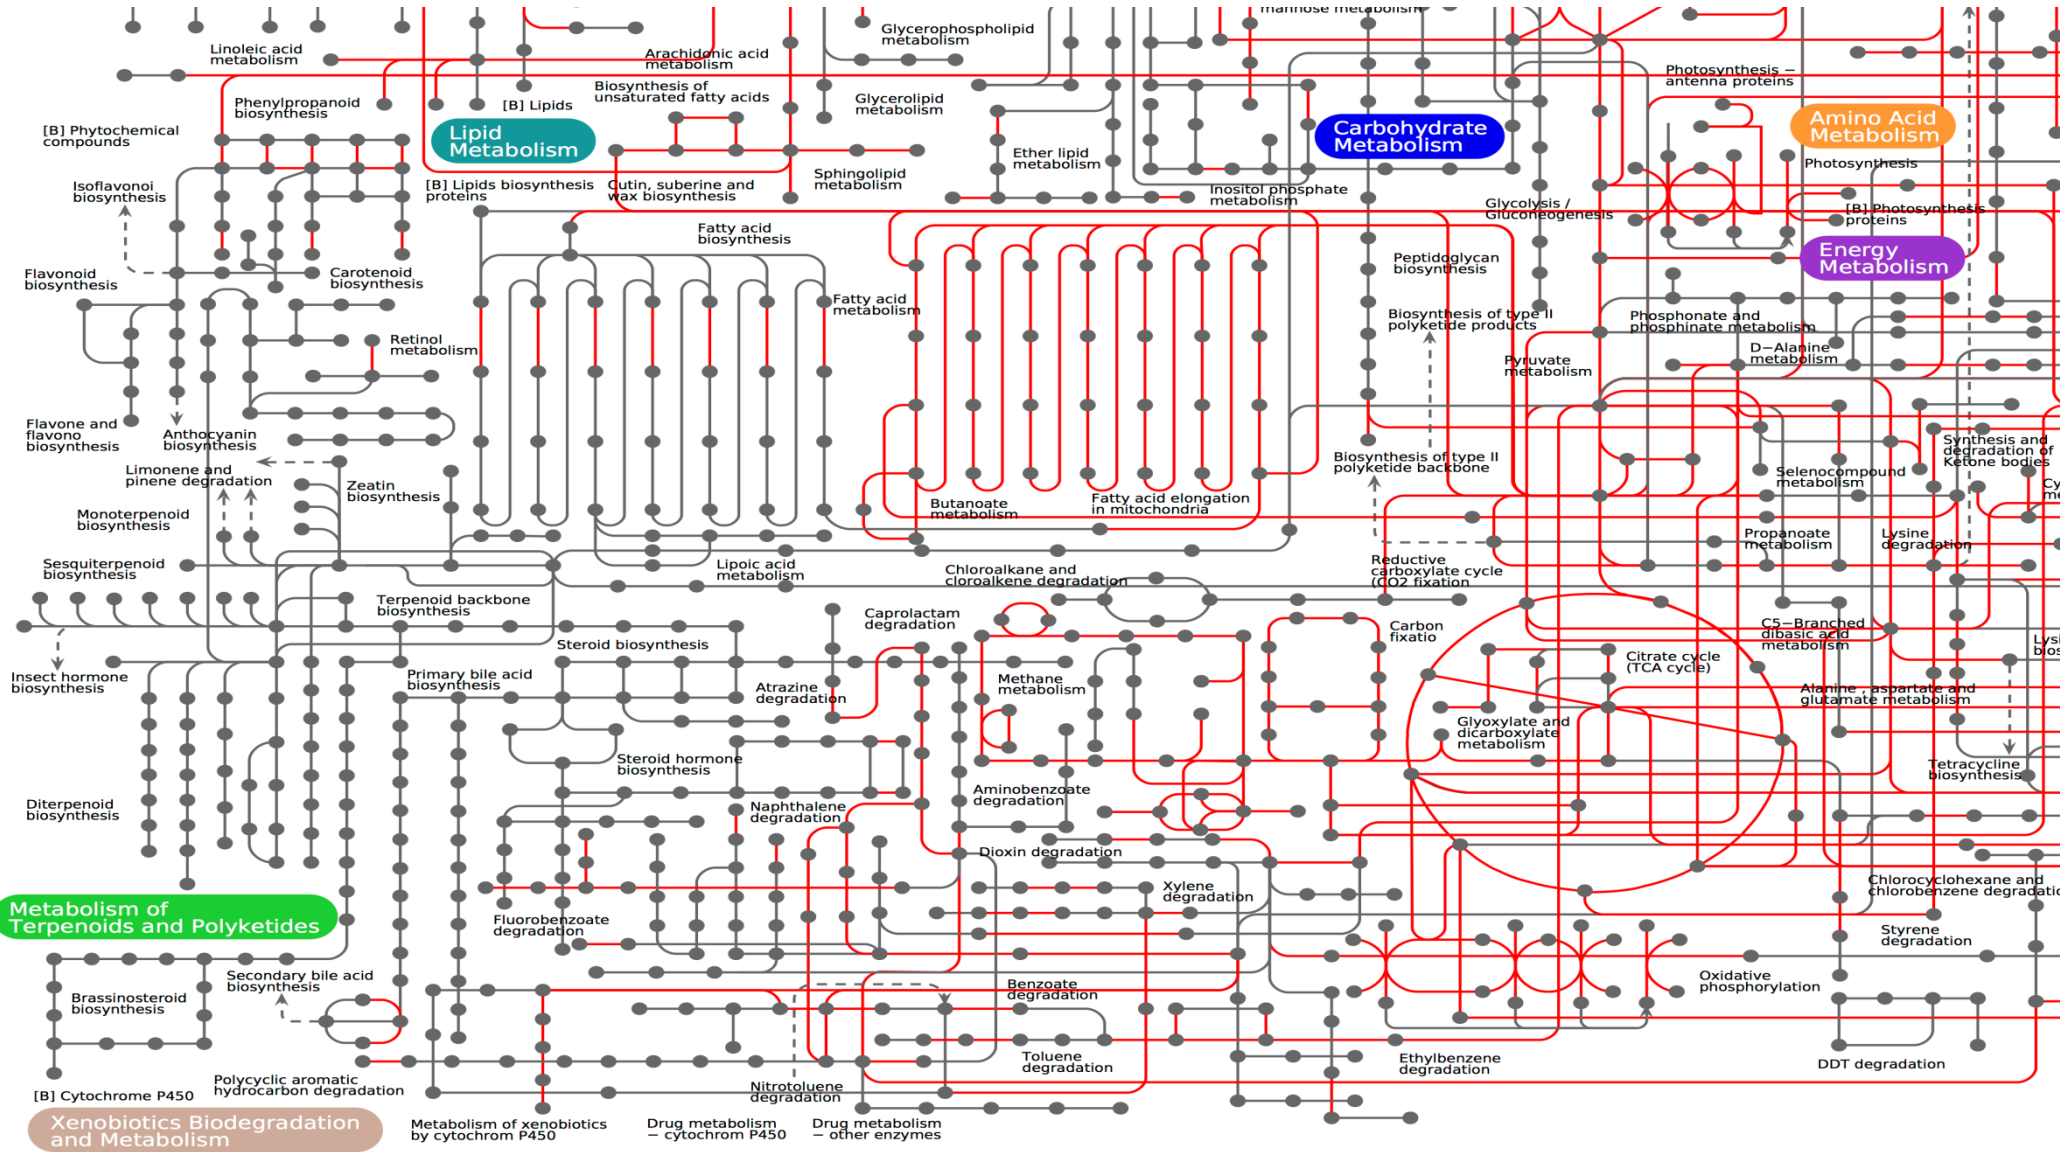 mannose metabolism
Linoleic acid
metabolism
Arachidonic acid
metabolism
Glycerophospholipid
metabolism
Photosynthesis −
antenna proteins
Phenylpropanoid
biosynthesis
[B] Lipids
Biosynthesis of
unsaturated fatty acids
Glycerolipid
metabolism
[B] Phytochemical
compounds
Lipid
Metabolism
Carbohydrate
Metabolism
Amino Acid
Metabolism
Ether lipid
metabolism
Photosynthesis
Isoflavonoi
biosynthesis
[B] Lipids biosynthesis
proteins
Cutin, suberine and
wax biosynthesis
Sphingolipid
metabolism
Inositol phosphate
metabolism
Glycolysis /
Gluconeogenesis
[B] Photosynthesis
proteins
Fatty acid
biosynthesis
Energy
Metabolism
Flavonoid
biosynthesis
Carotenoid
biosynthesis
Peptidoglycan
biosynthesis
Fatty acid
metabolism
Biosynthesis of type II
polyketide products
Phosphonate and
phosphinate metabolism
Retinol
metabolism
Pyruvate
metabolism
D−Alanine
metabolism
Flavone and
flavono
biosynthesis
Anthocyanin
biosynthesis
Limonene and
pinene degradation
Biosynthesis of type II
polyketide backbone
Synthesis and
degradation of
Ketone bodies
Selenocompound
metabolism
Zeatin
biosynthesis
Cy
me
Monoterpenoid
biosynthesis
Butanoate
metabolism
Fatty acid elongation
in mitochondria
Propanoate
metabolism
Lysine
degradation
Sesquiterpenoid
biosynthesis
Lipoic acid
metabolism
Chloroalkane and
cloroalkene degradation
Reductive
carboxylate cycle
(CO2 fixation
Terpenoid backbone
biosynthesis
Caprolactam
degradation
Carbon
fixatio
C5−Branched
dibasic acid
metabolism
Steroid biosynthesis
Lysi
bios
Citrate cycle
(TCA cycle)
Insect hormone
biosynthesis
Primary bile acid
biosynthesis
Atrazine
degradation
Methane
metabolism
Alanine , aspartate and
glutamate metabolism
Glyoxylate and
dicarboxylate
metabolism
Steroid hormone
biosynthesis
Tetracycline
biosynthesis
Diterpenoid
biosynthesis
Naphthalene
degradation
Aminobenzoate
degradation
Dioxin degradation
Xylene
degradation
Chlorocyclohexane and
chlorobenzene degradatio
Metabolism of
Terpenoids and Polyketides
Fluorobenzoate
degradation
Styrene
degradation
Secondary bile acid
biosynthesis
Brassinosteroid
biosynthesis
Benzoate
degradation
Oxidative
phosphorylation
Toluene
degradation
Ethylbenzene
degradation
DDT degradation
Polycyclic aromatic
hydrocarbon degradation
Nitrotoluene
degradation
[B] Cytochrome P450
Xenobiotics Biodegradation
and Metabolism
Metabolism of xenobiotics
by cytochrom P450
Drug metabolism
− cytochrom P450
Drug metabolism
− other enzymes